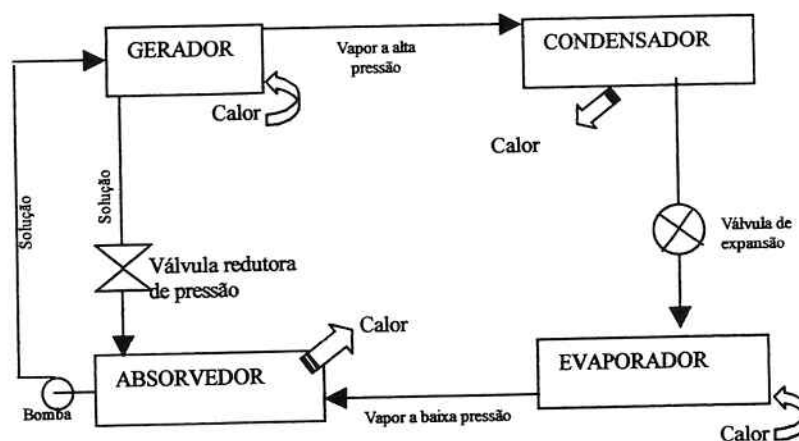 GERADOR
Vapor a alta
pressão
CONDENSADOR
Calor
Calor
Solução
Solução
Válvula de
expansão
Válvula redutora
de pressão
Calor
ABSORVEDOR
EVAPORADOR
Bomba
Vapor a baixa pressão
Calor